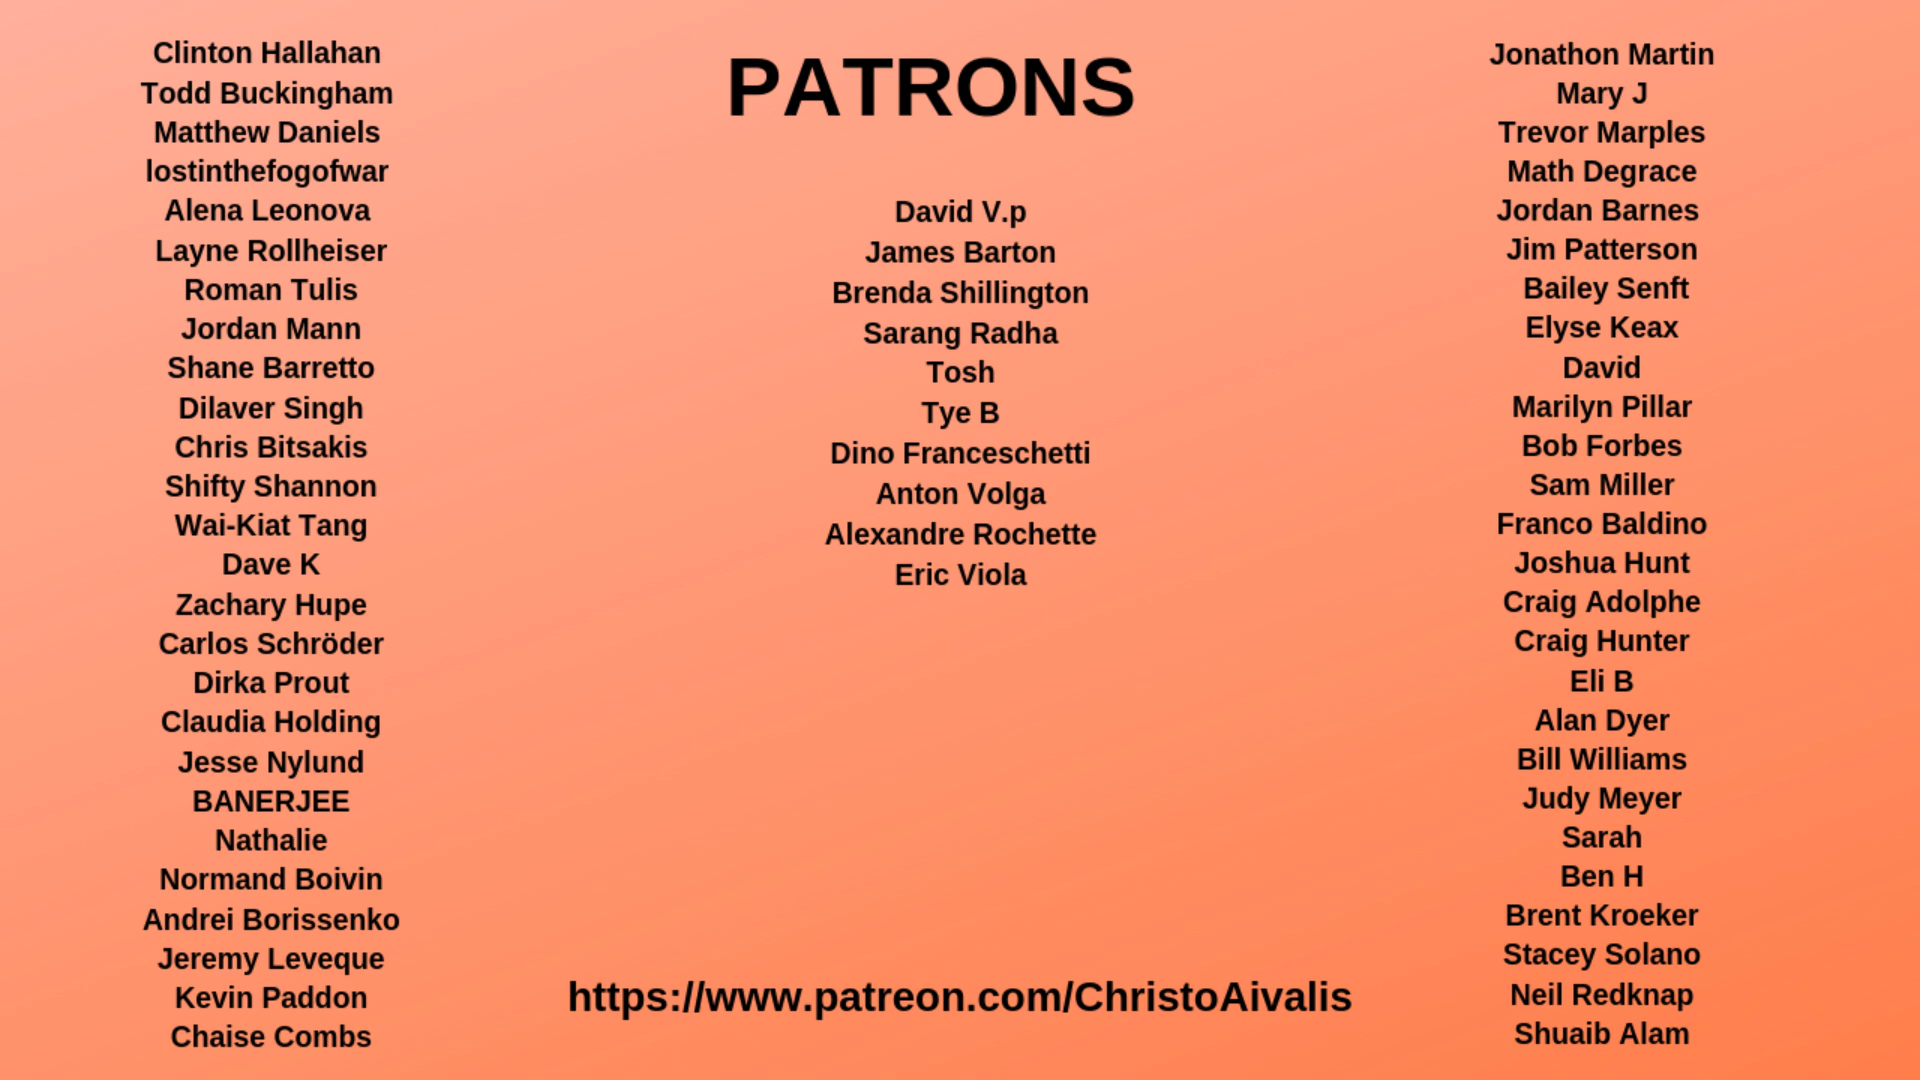 Clinton Hallahan
Todd Buckingham
Matthew Daniels
lostinthefogofwar
Alena Leonova
Layne Rollheiser
Roman Tulis
Jordan Mann
Shane Barretto
Dilaver Singh
Chris Bitsakis
Shifty Shannon
Wai-Kiat Tang
Dave K
Zachary Hupe
Carlos Schröder
Dirka Prout
Claudia Holding
Jesse Nylund
BANERJEE
Nathalie
Normand Boivin
Andrei Borissenko
Jeremy Leveque
Kevin Paddon
Chaise Combs
PATRONS
David V.p
James Barton
Brenda Shillington
Sarang Radha
Tosh
Tye B
Dino Franceschetti
Anton Volga
Alexandre Rochette
Eric Viola
https://www.patreon.com/ChristoAivalis
Jonathon Martin
Mary J
Trevor Marples
Math Degrace
Jordan Barnes
Jim Patterson
Bailey Senft
Elyse Keax
David
Marilyn Pillar
Bob Forbes
Sam Miller
Franco Baldino
Joshua Hunt
Craig Adolphe
Craig Hunter
Eli B
Alan Dyer
Bill Williams
Judy Meyer
Sarah
Ben H
Brent Kroeker
Stacey Solano
Neil Redknap
Shuaib Alam